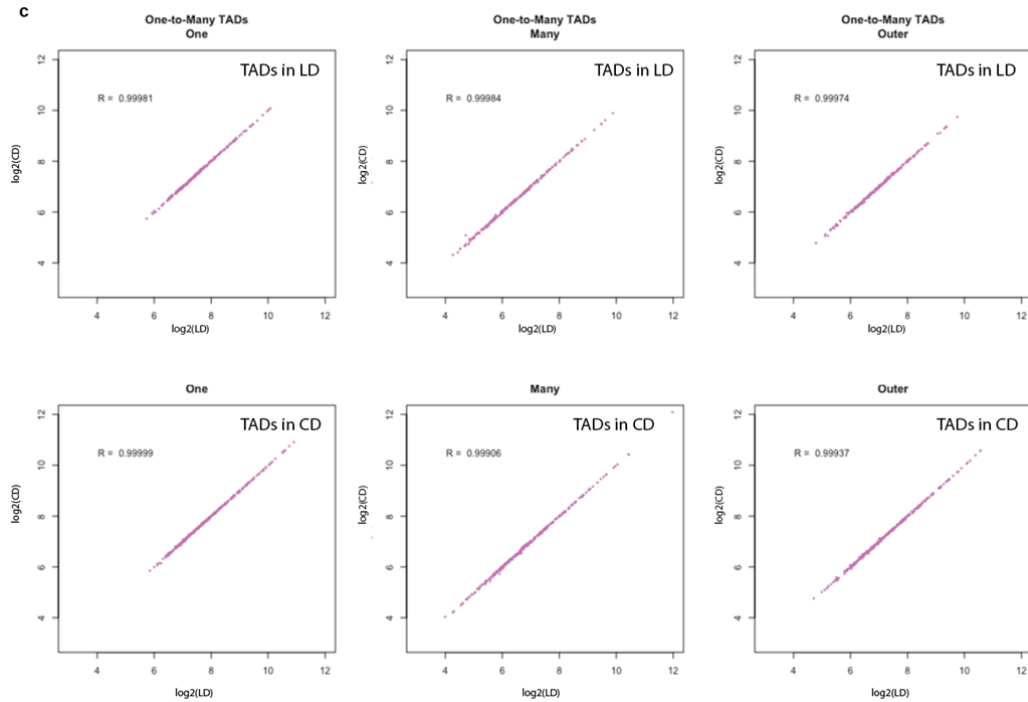 c
One-to-Many TADs
One
TADs in LD
R = 0.99981
12
10
8
6
4
log2(CD)
4 6 8 10 12
log2(LD)
One-to-Many TADs
Many
TADs in LD
R = 0.99984
12
10
8
6
4
log2(CD)
4 6 8 10 12
log2(LD)
One-to-Many TADs
Outer
TADs in LD
R = 0.99974
12
10
8
6
4
log2(CD)
4 6 8 10 12
log2(LD)
One
TADs in CD
R = 0.99999
12
10
8
6
4
log2(CD)
4 6 8 10 12
log2(LD)
Many
TADs in CD
R = 0.99906
12
10
8
6
4
log2(CD)
4 6 8 10 12
log2(LD)
Outer
TADs in CD
R = 0.99937
12
10
8
6
4
log2(CD)
4 6 8 10 12
log2(LD)